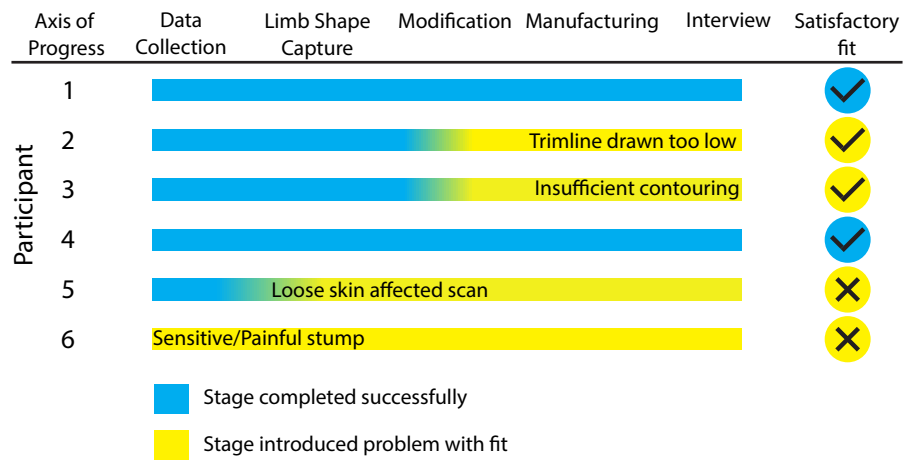 Axis of Progress
Data Collection
Limb Shape Capture
Modification
Manufacturing
Interview
Satisfactory fit
Participant
1
2
Trimline drawn too low
3
Insufficient contouring
4
5
Loose skin affected scan
6
Sensitive/Painful stump
Stage completed successfully
Stage introduced problem with fit